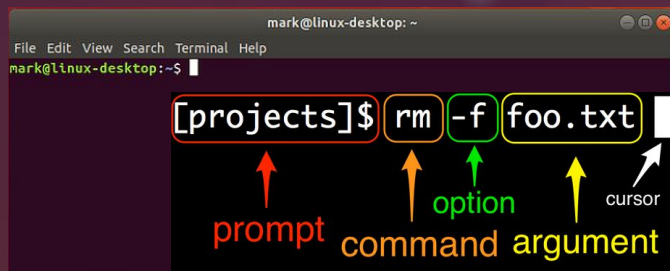 mark@linux-desktop: ~
File Edit View Search Terminal Help
mark@linux-desktop:~$
[projects]$ rm -f foo.txt
prompt command option argument cursor